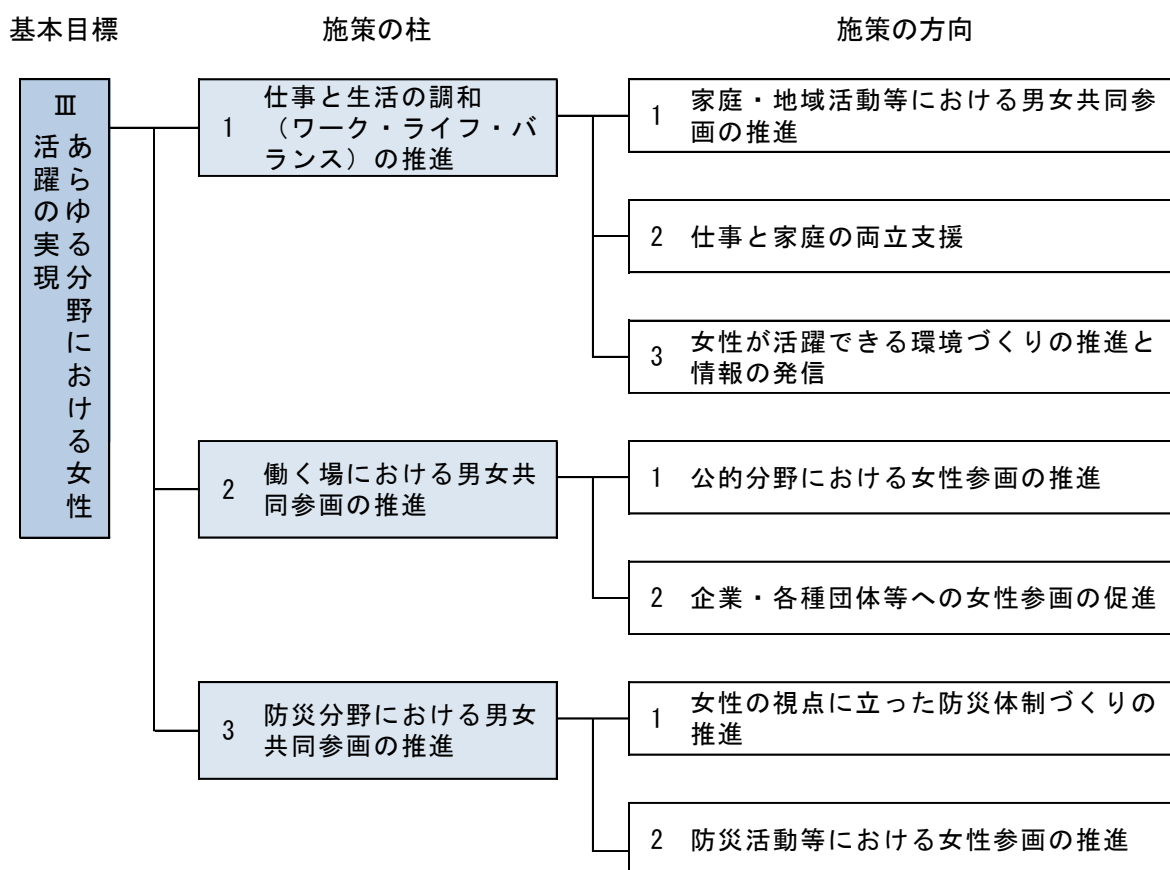 基本目標
施策の柱
施策の方向
Ⅲ
あらゆる分野における女性
活躍の実現
1
仕事と生活の調和
（ワーク・ライフ・バ
ランス）の推進
1
家庭・地域活動等における男女共同参
画の推進
2
仕事と家庭の両立支援
3
女性が活躍できる環境づくりの推進と
情報の発信
2
働く場における男女共
同参画の推進
1
公的分野における女性参画の推進
2
企業・各種団体等への女性参画の促進
3
防災分野における男女
共同参画の推進
1
女性の視点に立った防災体制づくりの
推進
2
防災活動等における女性参画の推進